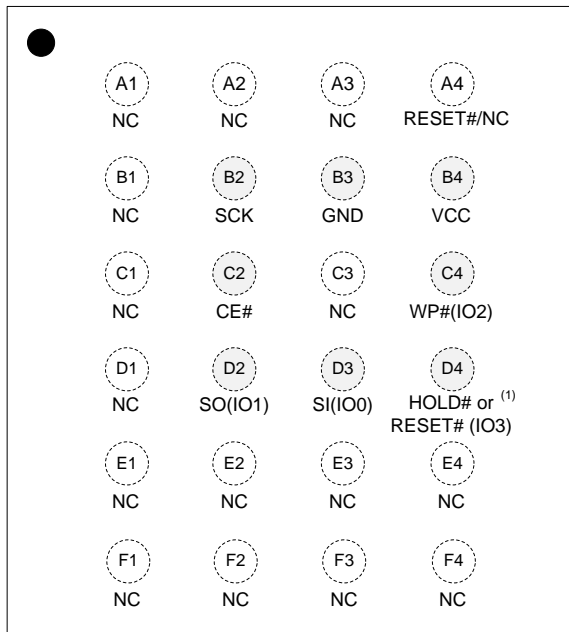 A1 A2 A3 A4
NC NC NC RESET#/NC
B1 B2 B3 B4
NC SCK GND VCC
C1 C2 C3 C4
NC CE# NC WP#(IO2)
D1 D2 D3 D4
NC SO(IO1) SI(IO0) HOLD# or (1)
RESET# (IO3)
E1 E2 E3 E4
NC NC NC NC
F1 F2 F3 F4
NC NC NC NC